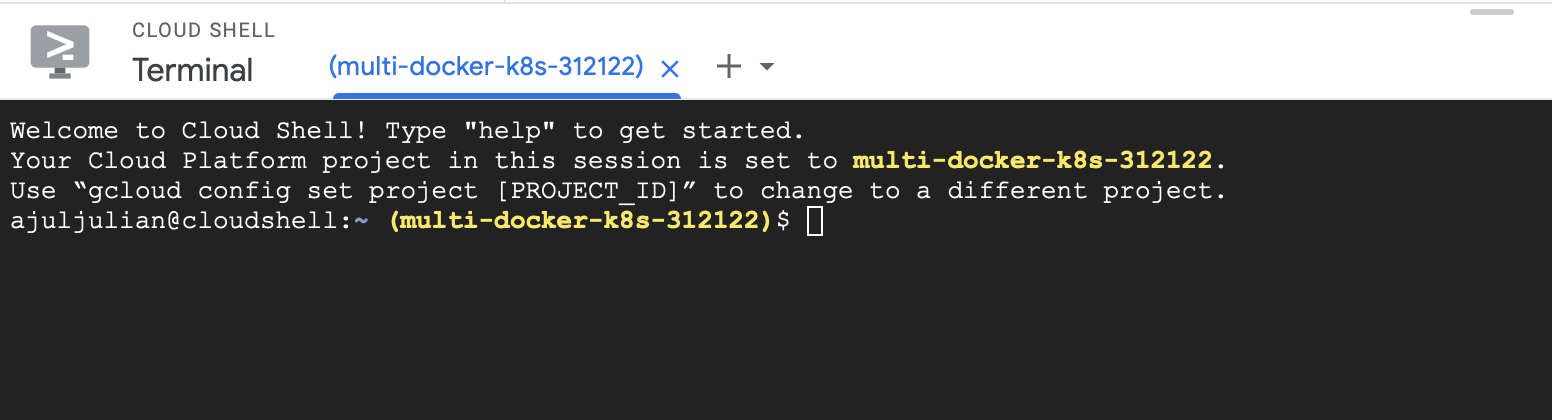 CLOUD SHELL
Terminal
(multi-docker-k8s-312122)
Welcome to Cloud Shell! Type "help" to get started.
Your Cloud Platform project in this session is set to multi-docker-k8s-312122.
Use “gcloud config set project [PROJECT_ID]” to change to a different project.
ajuljulian@cloudshell:~ (multi-docker-k8s-312122)$